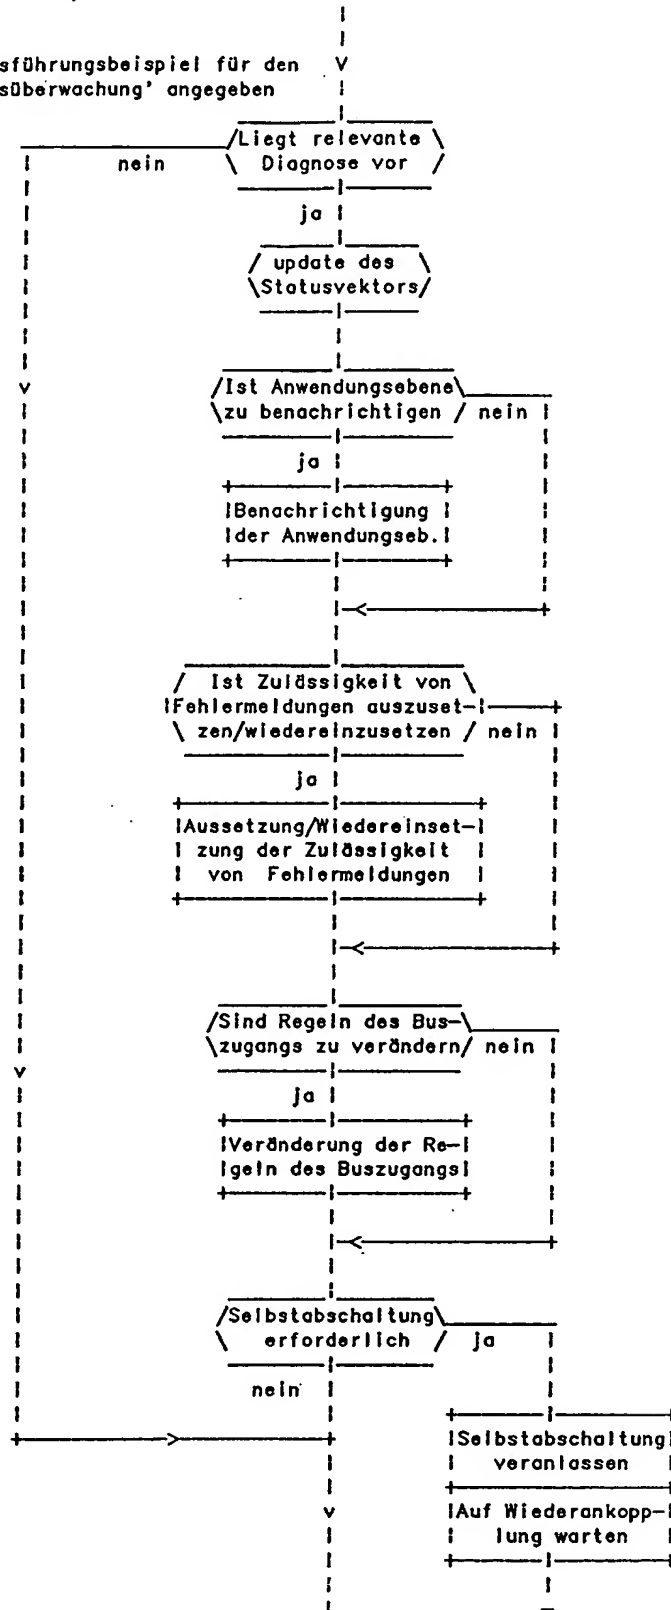 sführungsbeispiel für den
süberwachung' angegeben
Liegt relevante
nein Diagnose vor
ja
update des
Statusvektors
Ist Anwendungsebene
zu benachrichtigen nein
ja
Benachrichtigung
der Anwendungseb.
Ist Zulässigkeit von
Fehlermeldungen auszuset-
zen/wiedereinzusetzen nein
ja
Aussetzung/Wiedereinset-
zung der Zulässigkeit
von Fehlermeldungen
Sind Regeln des Bus-
zugangs zu verändern nein
ja
Veränderung der Re-
geln des Buszugangs
Selbstabschaltung
erforderlich ja
nein
Selbstabschaltung
veranlassen
Auf Wiederankopp-
lung warten